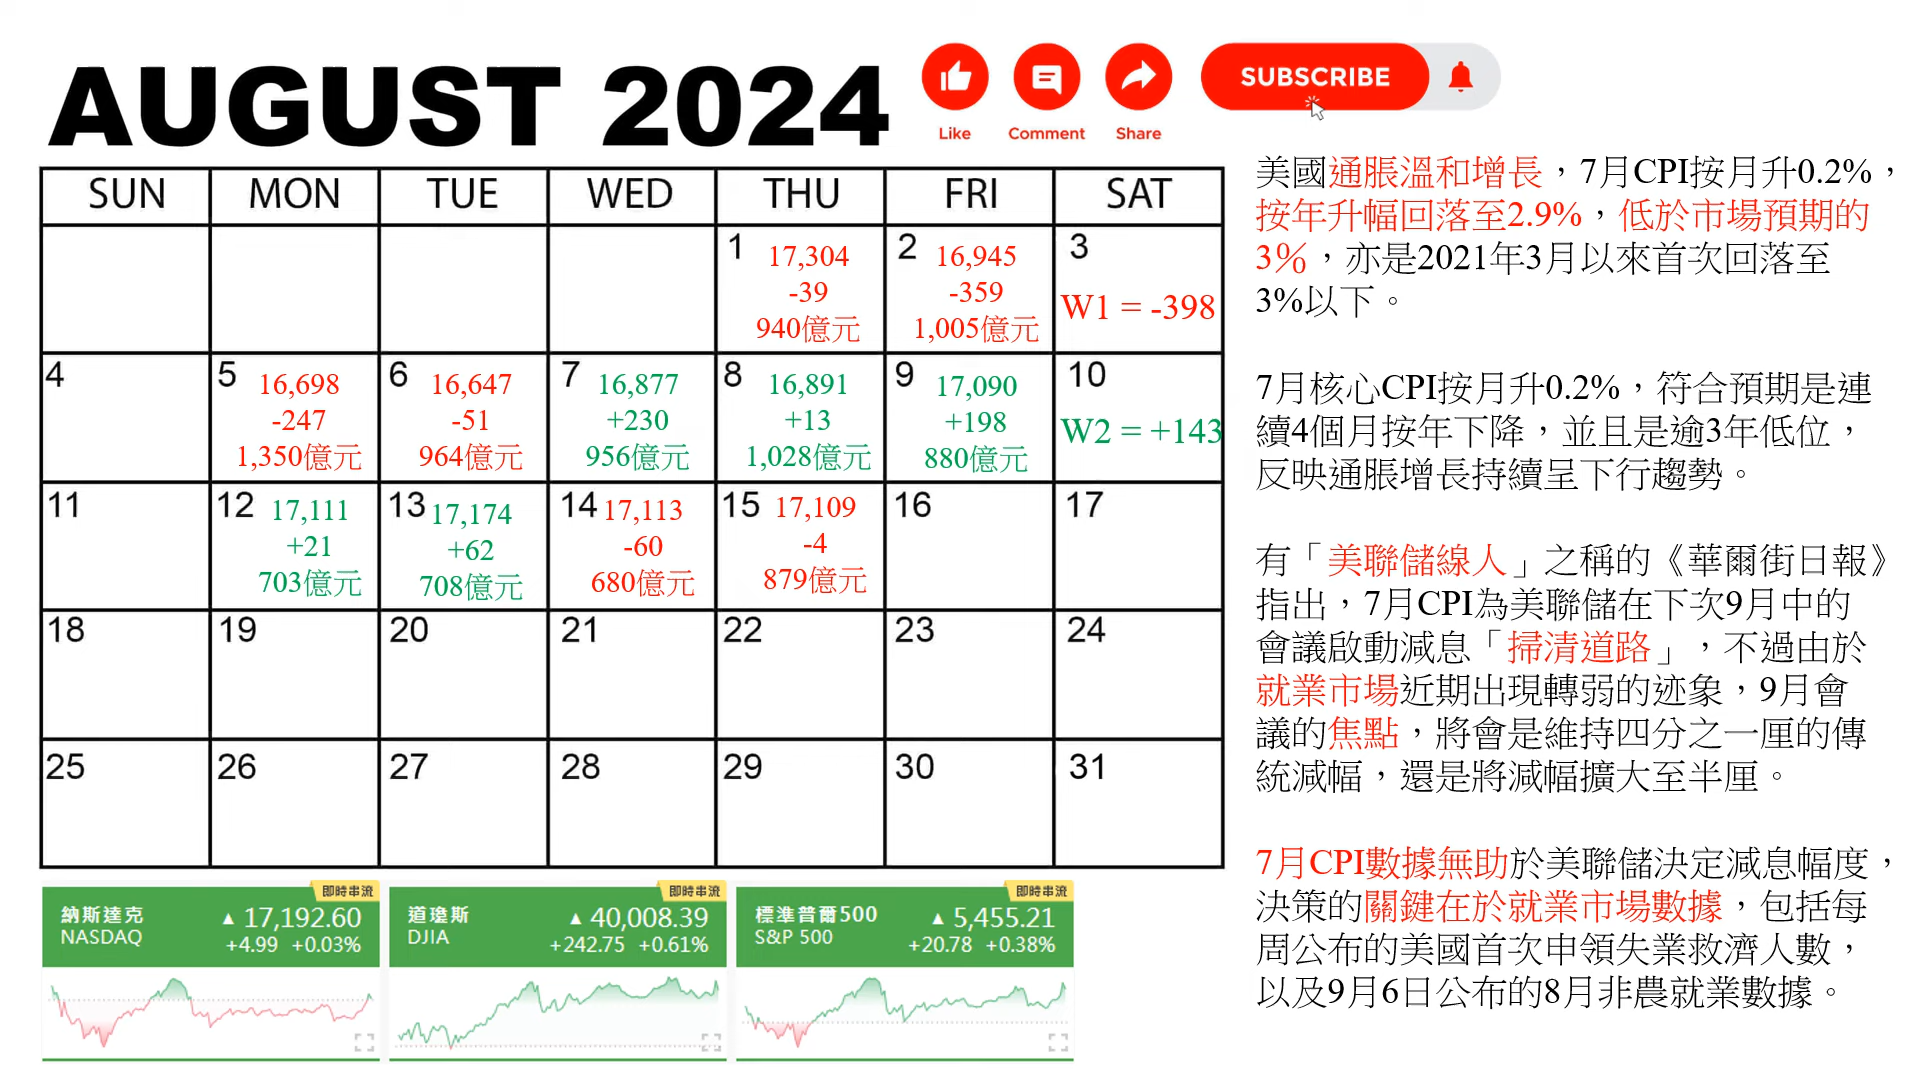 AUGUST 2024
Like
Comment
Share
SUBSCRIBE
SUN MON TUE WED THU FRI SAT
1 17,304
-39
940億元
2 16,945
-359
1,005億元
3
W1 = -398
4
5 16,698
-247
1,350億元
6 16,647
-51
964億元
7 16,877
+230
956億元
8 16,891
+13
1,028億元
9 17,090
+198
880億元
10
W2 = +143
11
12 17,111
+21
703億元
13 17,174
+62
708億元
14 17,113
-60
680億元
15 17,109
-4
879億元
16
17
18 19 20 21 22 23 24
25 26 27 28 29 30 31
即時串流
納斯達克 ▲ 17,192.60
NASDAQ +4.99 +0.03%
即時串流
道瓊斯 ▲ 40,008.39
DJIA +242.75 +0.61%
即時串流
標準普爾500 ▲ 5,455.21
S&P 500 +20.78 +0.38%
美國通脹溫和增長，7月CPI按月升0.2%，
按年升幅回落至2.9%，低於市場預期的
3%，亦是2021年3月以來首次回落至
3%以下。
7月核心CPI按月升0.2%，符合預期是連
續4個月按年下降，並且是逾3年低位，
反映通脹增長持續呈下行趨勢。
有「美聯儲線人」之稱的《華爾街日報》
指出，7月CPI為美聯儲在下次9月中的
會議啟動減息「掃清道路」，不過由於
就業市場近期出現轉弱的迹象，9月會
議的焦點，將會是維持四分之一厘的傳
統減幅，還是將減幅擴大至半厘。
7月CPI數據無助於美聯儲決定減息幅度，
決策的關鍵在於就業市場數據，包括每
周公布的美國首次申領失業救濟人數，
以及9月6日公布的8月非農就業數據。